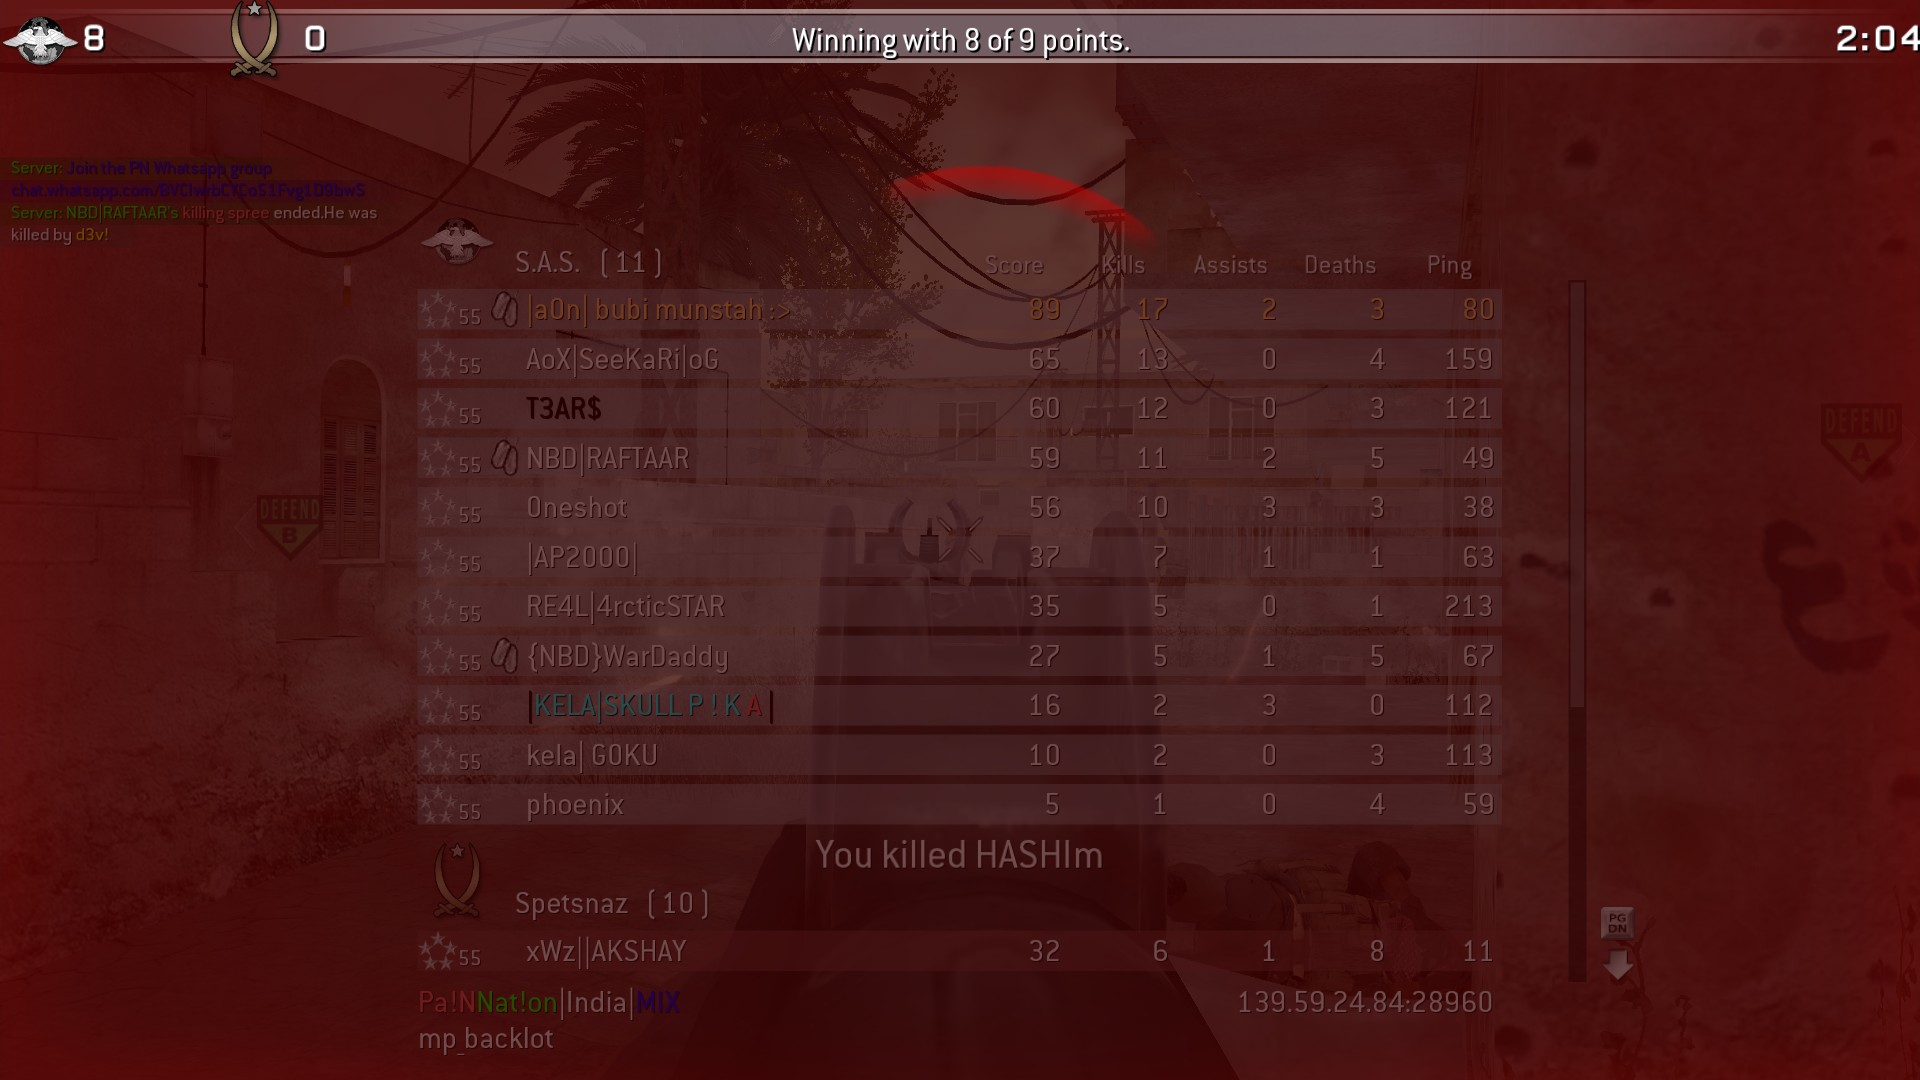 8 0 Winning with 8 of 9 points. 2:04
Server: Join the PN Whatsapp group
Server: NBD|RAFTAAR's killing spree ended.He was
killed by d3v!
S.A.S. ( 11 ) Score Kills Assists Deaths Ping
55 |aOn| bubi munstah :> 89 17 2 3 80
55 AoX|SeeKaRi|oG 65 13 0 4 159
55 T3AR$ 60 12 0 3 121
55 NBD|RAFTAAR 59 11 2 5 49
55 Oneshot 56 10 3 3 38
55 |AP2000| 37 7 1 1 63
55 RE4L|4rcticSTAR 35 5 0 1 213
55 {NBD}WarDaddy 27 5 1 5 67
55 |KELA|SKULL P ! K A | 16 2 3 0 112
55 kela| GOKU 10 2 0 3 113
55 phoenix 5 1 0 4 59
DEFEND
A
DEFEND
B
You killed HASHIm
Spetsnaz ( 10 )
55 xWz||AKSHAY 32 6 1 8 11
PG
DN
Pa!NNat!on|India|MIX 139.59.24.84:28960
mp_backlot